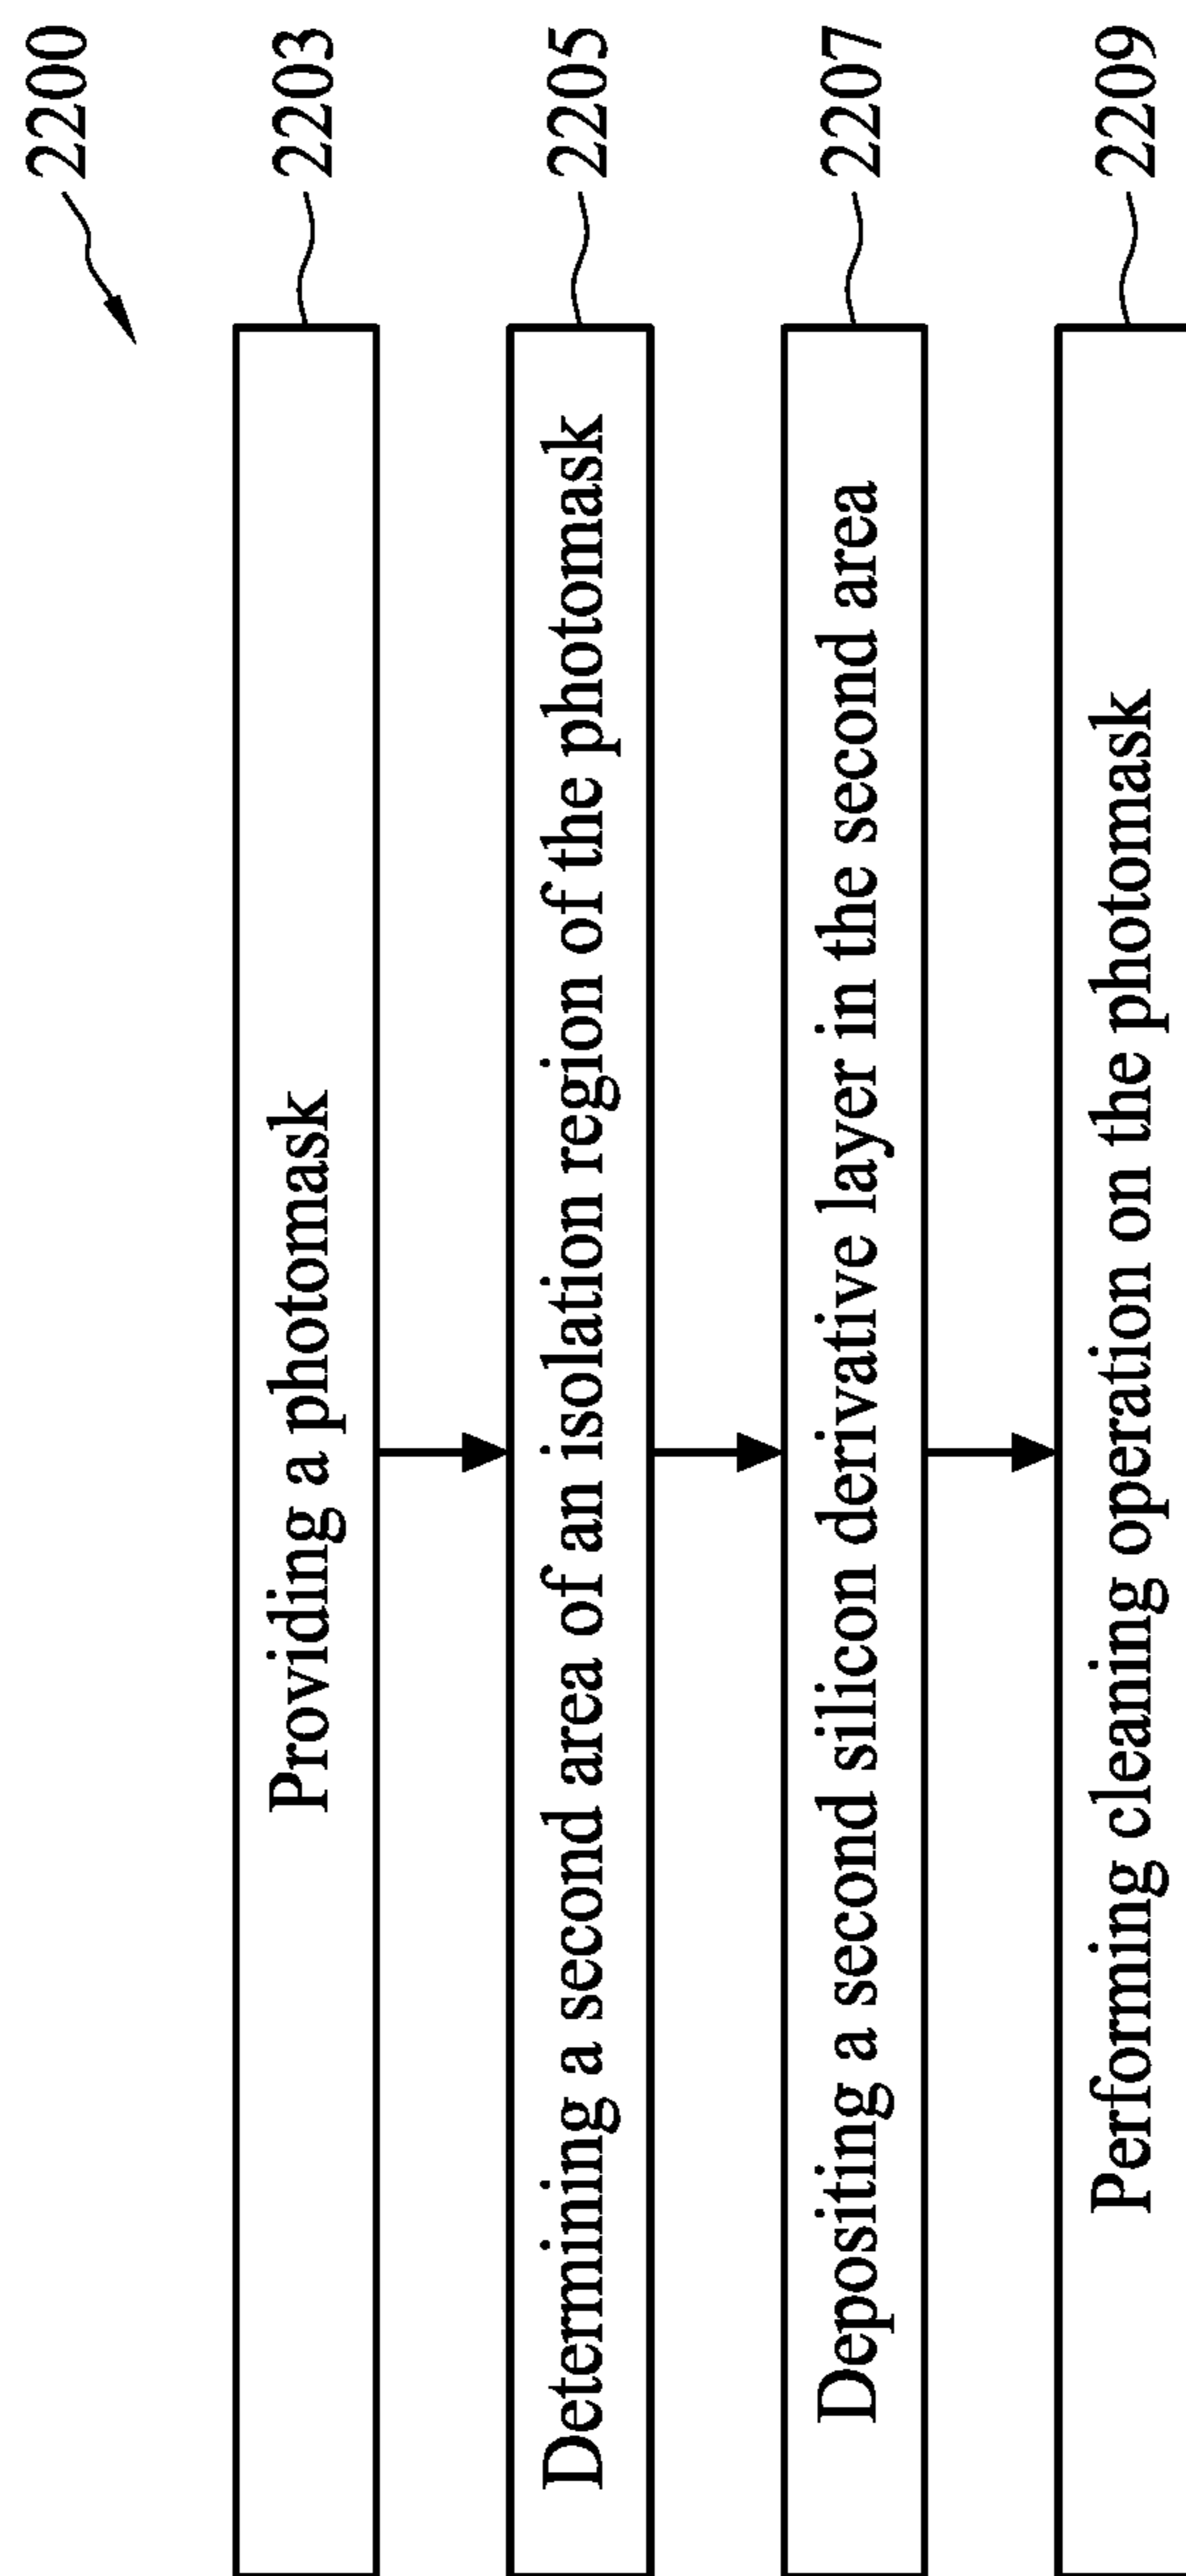 2200
Providing a photomask
2203
Determining a second area of an isolation region of the photomask
2205
Depositing a second silicon derivative layer in the second area
2207
Performing cleaning operation on the photomask
2209